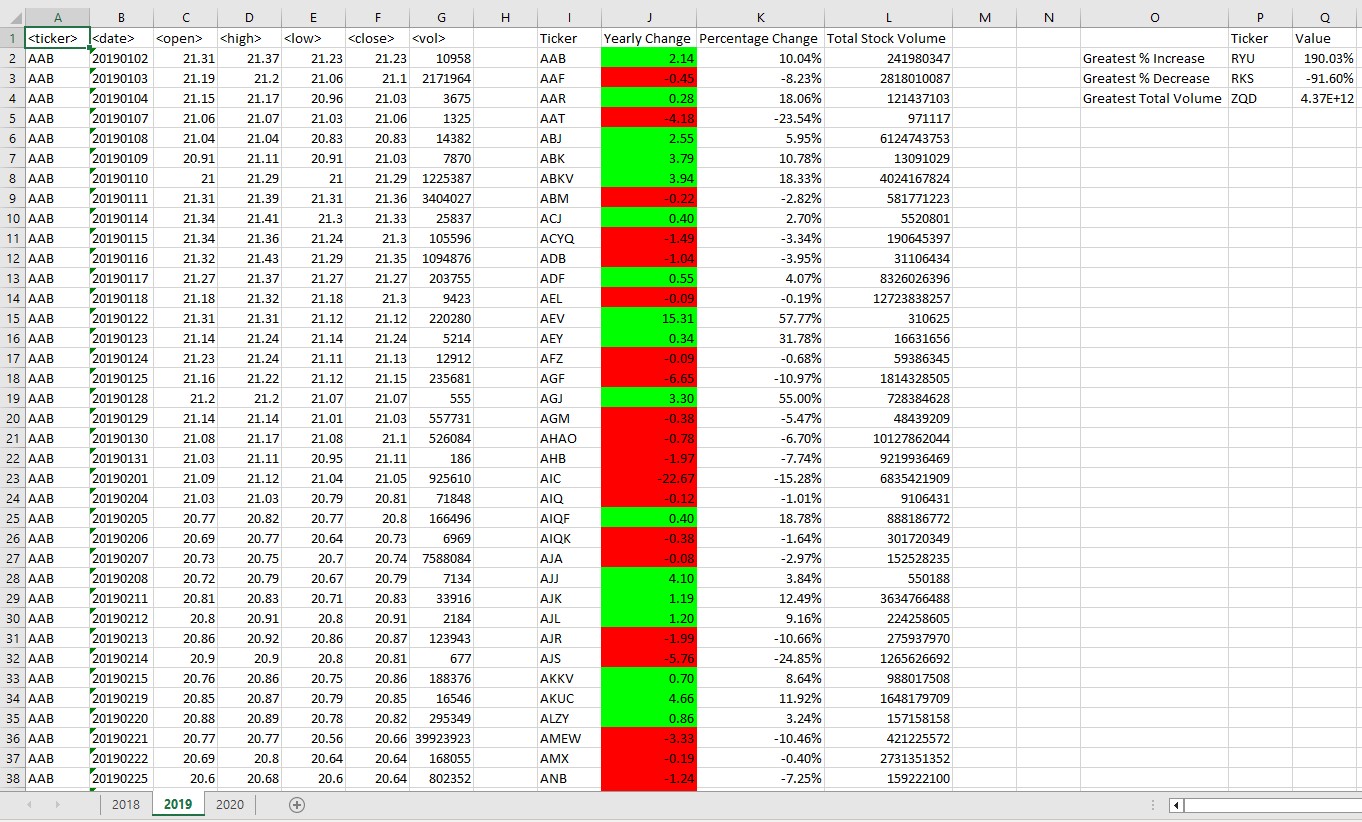 A B C D E F G H I J K L M N O P Q
1 <ticker> <date> <open> <high> <low> <close> <vol> Ticker Yearly Change Percentage Change Total Stock Volume Ticker Value
2 AAB 20190102 21.31 21.37 21.23 21.23 10958 AAB 2.14 10.04% 241980347 Greatest % Increase RYU 190.03%
3 AAB 20190103 21.19 21.2 21.06 21.1 2171964 AAF -0.45 -8.23% 2818010087 Greatest % Decrease RKS -91.60%
4 AAB 20190104 21.15 21.17 20.96 21.03 3675 AAR 0.28 18.06% 121437103 Greatest Total Volume ZQD 4.37E+12
5 AAB 20190107 21.06 21.07 21.03 21.06 1325 AAT -4.18 -23.54% 971117
6 AAB 20190108 21.04 21.04 20.83 20.83 14382 ABJ 2.55 5.95% 6124743753
7 AAB 20190109 20.91 21.11 20.91 21.03 7870 ABK 3.79 10.78% 13091029
8 AAB 20190110 21 21.29 21 21.29 1225387 ABKV 3.94 18.33% 4024167824
9 AAB 20190111 21.31 21.39 21.31 21.36 3404027 ABM -0.22 -2.82% 581771223
10 AAB 20190114 21.34 21.41 21.3 21.33 25837 ACJ 0.40 2.70% 5520801
11 AAB 20190115 21.34 21.36 21.24 21.3 105596 ACYQ -1.49 -3.34% 190645397
12 AAB 20190116 21.32 21.43 21.29 21.35 1094876 ADB -1.04 -3.95% 31106434
13 AAB 20190117 21.27 21.37 21.27 21.27 203755 ADF 0.55 4.07% 8326026396
14 AAB 20190118 21.18 21.32 21.18 21.3 9423 AEL -0.09 -0.19% 12723838257
15 AAB 20190122 21.31 21.31 21.12 21.12 220280 AEV 15.31 57.77% 310625
16 AAB 20190123 21.14 21.24 21.14 21.24 5214 AEY 0.34 31.78% 16631656
17 AAB 20190124 21.23 21.24 21.11 21.13 12912 AFZ -0.09 -0.68% 59386345
18 AAB 20190125 21.16 21.22 21.12 21.15 235681 AGF -6.65 -10.97% 1814328505
19 AAB 20190128 21.2 21.2 21.07 21.07 555 AGJ 3.30 55.00% 728384628
20 AAB 20190129 21.14 21.14 21.01 21.03 557731 AGM -0.38 -5.47% 48439209
21 AAB 20190130 21.08 21.17 21.08 21.1 526084 AHAO -0.78 -6.70% 10127862044
22 AAB 20190131 21.03 21.11 20.95 21.11 186 AHB -1.97 -7.74% 9219936469
23 AAB 20190201 21.09 21.12 21.04 21.05 925610 AIC -22.67 -15.28% 6835421909
24 AAB 20190204 21.03 21.03 20.79 20.81 71848 AIQ -0.12 -1.01% 9106431
25 AAB 20190205 20.77 20.82 20.77 20.8 166496 AIQF 0.40 18.78% 888186772
26 AAB 20190206 20.69 20.77 20.64 20.73 6969 AIQK -0.38 -1.64% 301720349
27 AAB 20190207 20.73 20.75 20.7 20.74 7588084 AJA -0.08 -2.97% 152528235
28 AAB 20190208 20.72 20.79 20.67 20.79 7134 AJJ 4.10 3.84% 550188
29 AAB 20190211 20.81 20.83 20.71 20.83 33916 AJK 1.19 12.49% 3634766488
30 AAB 20190212 20.8 20.91 20.8 20.91 2184 AJL 1.20 9.16% 224258605
31 AAB 20190213 20.86 20.92 20.86 20.87 123943 AJR -1.99 -10.66% 275937970
32 AAB 20190214 20.9 20.9 20.8 20.81 677 AJS -5.76 -24.85% 1265626692
33 AAB 20190215 20.76 20.86 20.75 20.86 188376 AKKV 0.70 8.64% 988017508
34 AAB 20190219 20.85 20.87 20.79 20.85 16546 AKUC 4.66 11.92% 1648179709
35 AAB 20190220 20.88 20.89 20.78 20.82 295349 ALZY 0.86 3.24% 157158158
36 AAB 20190221 20.77 20.77 20.56 20.66 39923923 AMEW -3.33 -10.46% 421225572
37 AAB 20190222 20.69 20.8 20.64 20.64 168055 AMX -0.19 -0.40% 2731351352
38 AAB 20190225 20.6 20.68 20.6 20.64 802352 ANB -1.24 -7.25% 159222100
2018 2019 2020